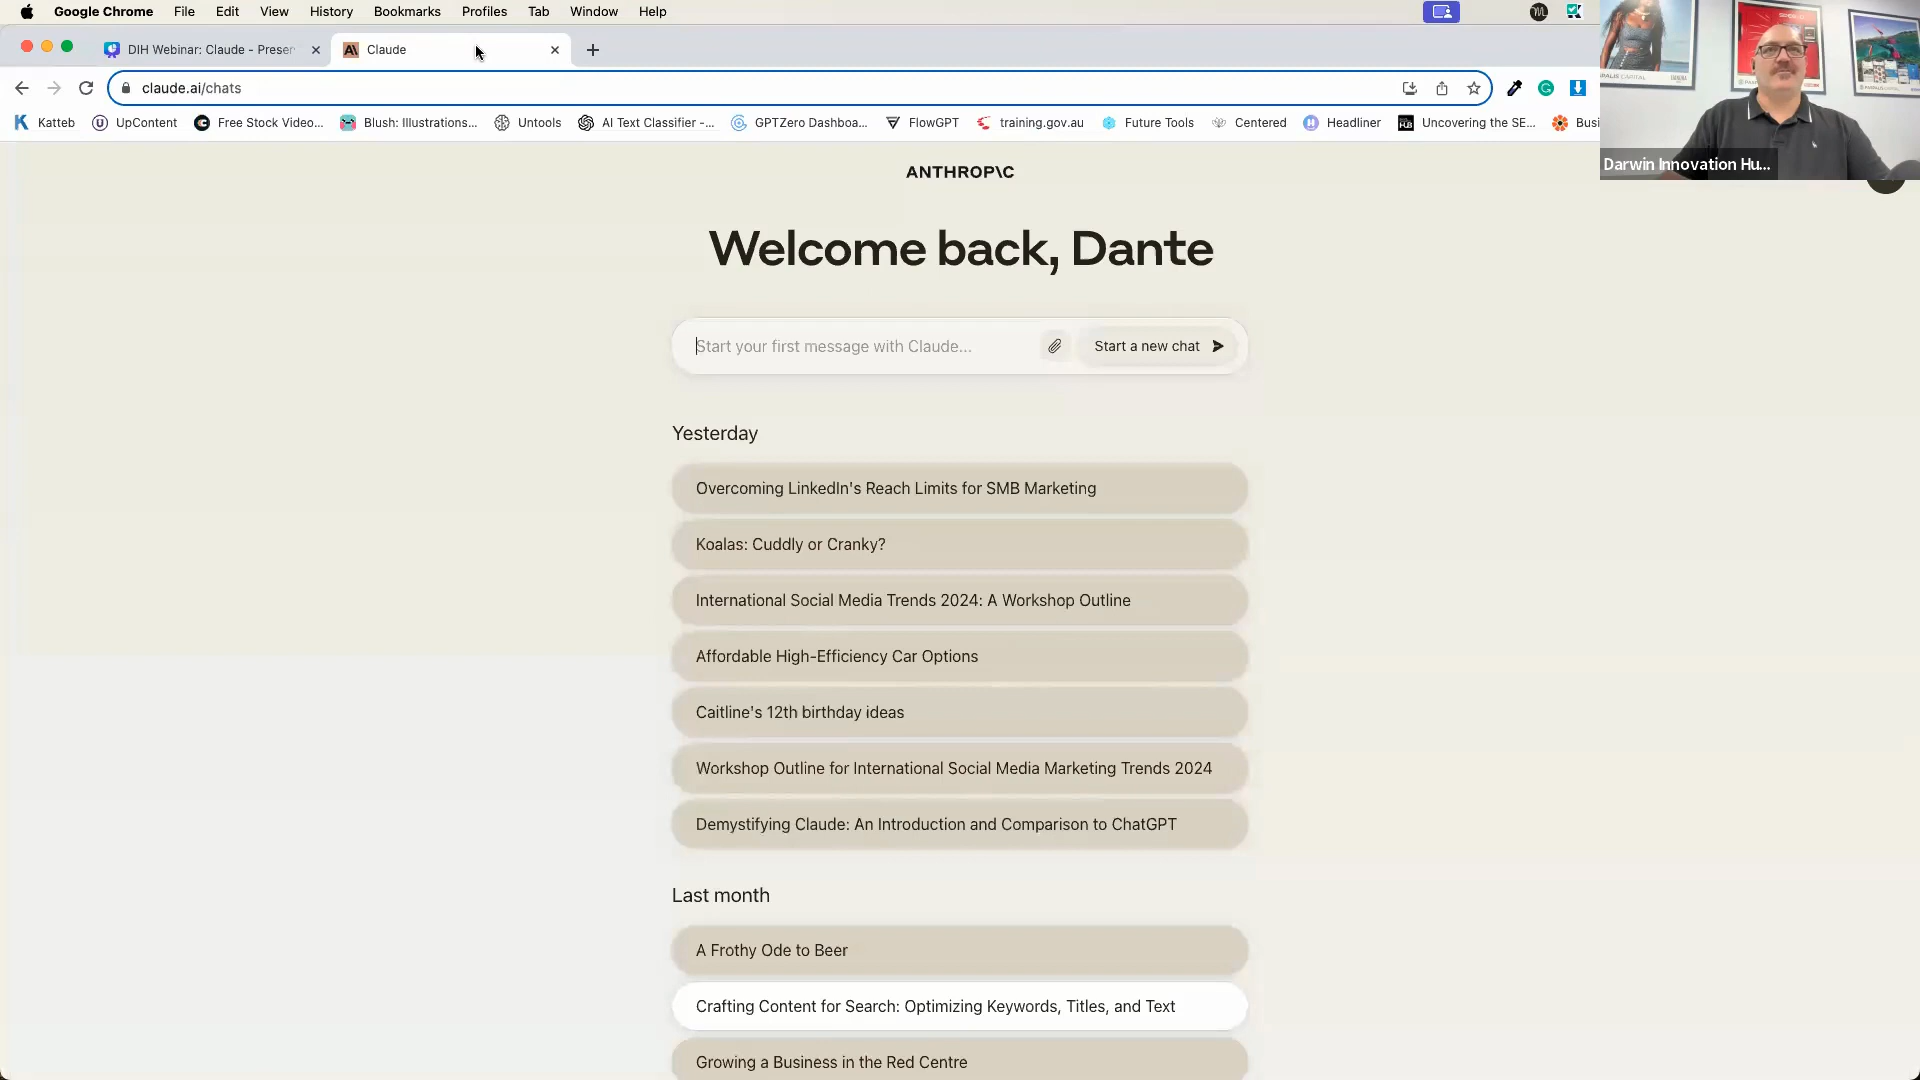 Google Chrome File Edit View History Bookmarks Profiles Tab Window Help
DIH Webinar: Claude - Presen
Claude
claude.ai/chats
Katteb UpContent Free Stock Video... Blush: Illustrations... Untools AI Text Classifier -... GPTZero Dashboa... FlowGPT training.gov.au Future Tools Centered Headliner Uncovering the SE... Busi
Darwin Innovation Hu...
ANTHROP\C
Welcome back, Dante
Start your first message with Claude...
Start a new chat
Yesterday
Overcoming LinkedIn's Reach Limits for SMB Marketing
Koalas: Cuddly or Cranky?
International Social Media Trends 2024: A Workshop Outline
Affordable High-Efficiency Car Options
Caitline's 12th birthday ideas
Workshop Outline for International Social Media Marketing Trends 2024
Demystifying Claude: An Introduction and Comparison to ChatGPT
Last month
A Frothy Ode to Beer
Crafting Content for Search: Optimizing Keywords, Titles, and Text
Growing a Business in the Red Centre